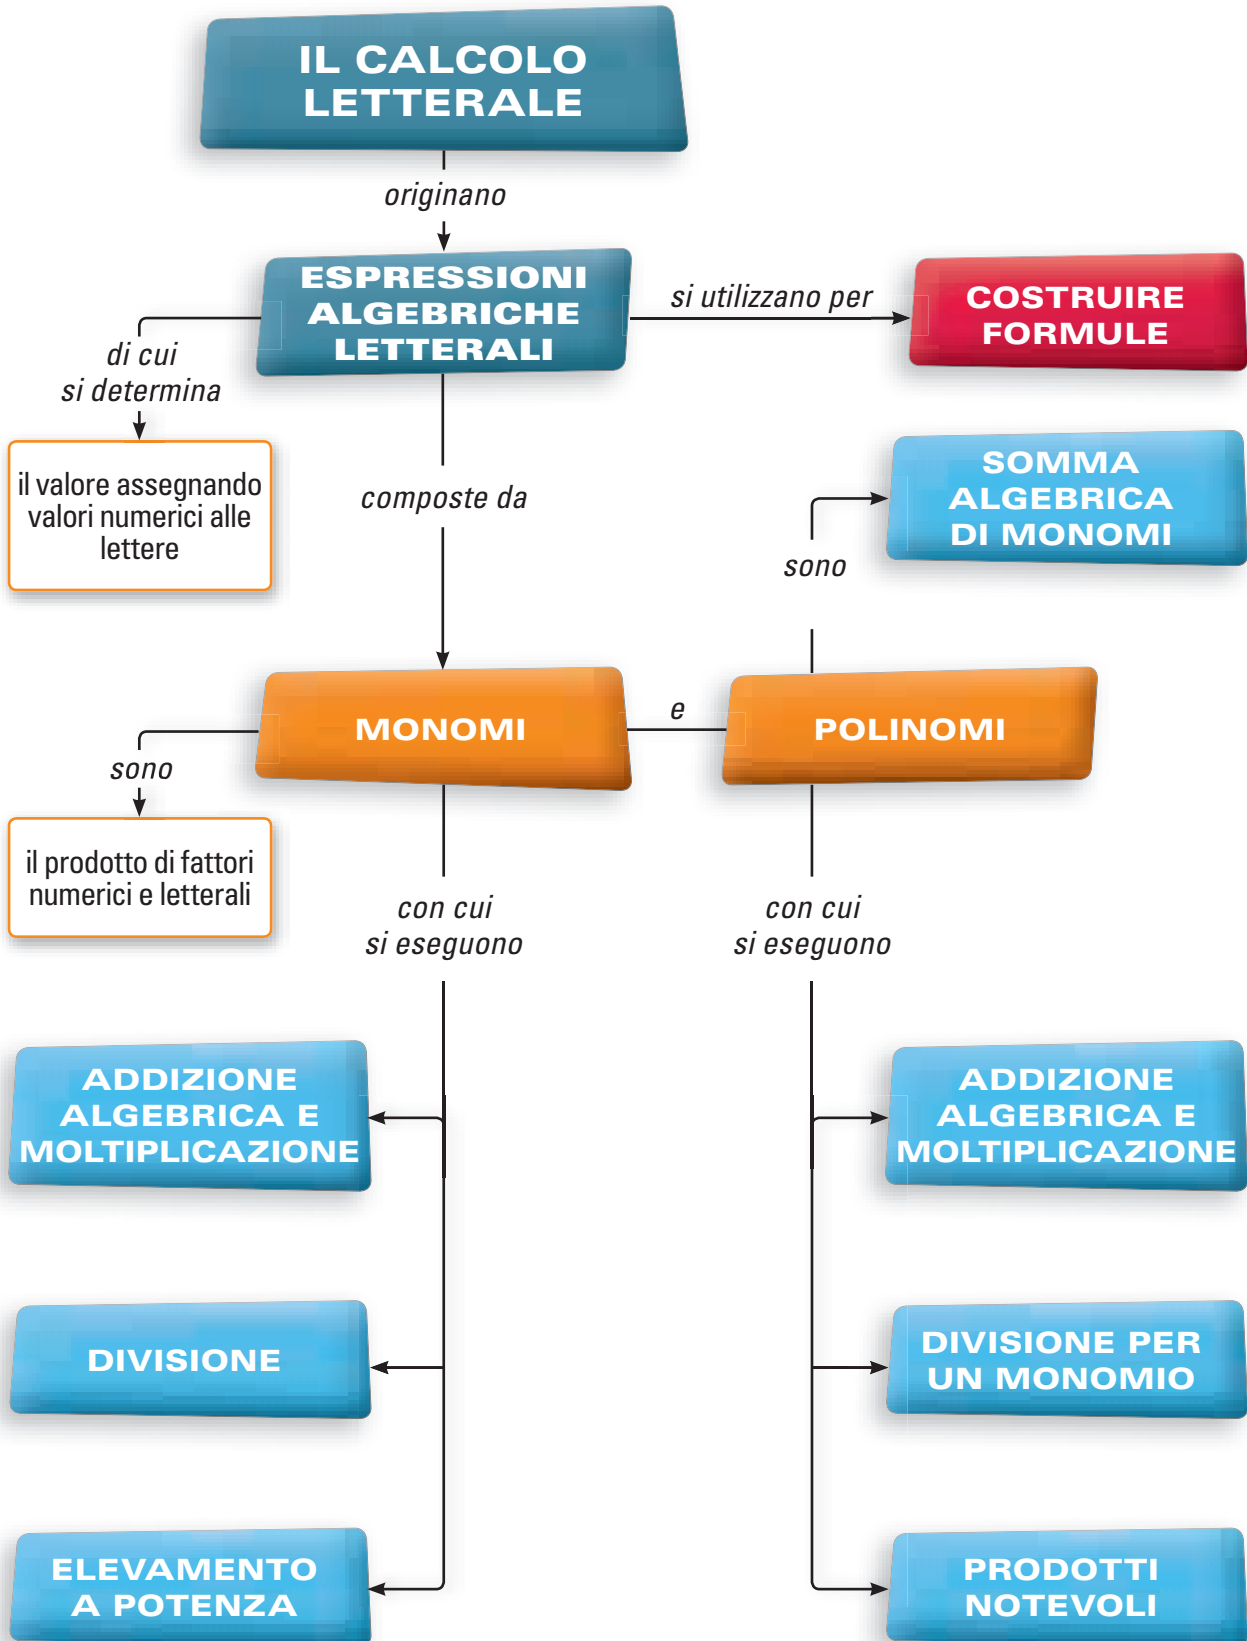 IL CALCOLO
LETTERALE
originano
ESPRESSIONI
ALGEBRICHE
LETTERALI
si utilizzano per
COSTRUIRE
FORMULE
di cui
si determina
il valore assegnando
valori numerici alle
lettere
composte da
SOMMA
ALGEBRICA
DI MONOMI
sono
MONOMI
e
POLINOMI
sono
il prodotto di fattori
numerici e letterali
con cui
si eseguono
con cui
si eseguono
ADDIZIONE
ALGEBRICA E
MOLTIPLICAZIONE
ADDIZIONE
ALGEBRICA E
MOLTIPLICAZIONE
DIVISIONE
DIVISIONE PER
UN MONOMIO
ELEVAMENTO
A POTENZA
PRODOTTI
NOTEVOLI